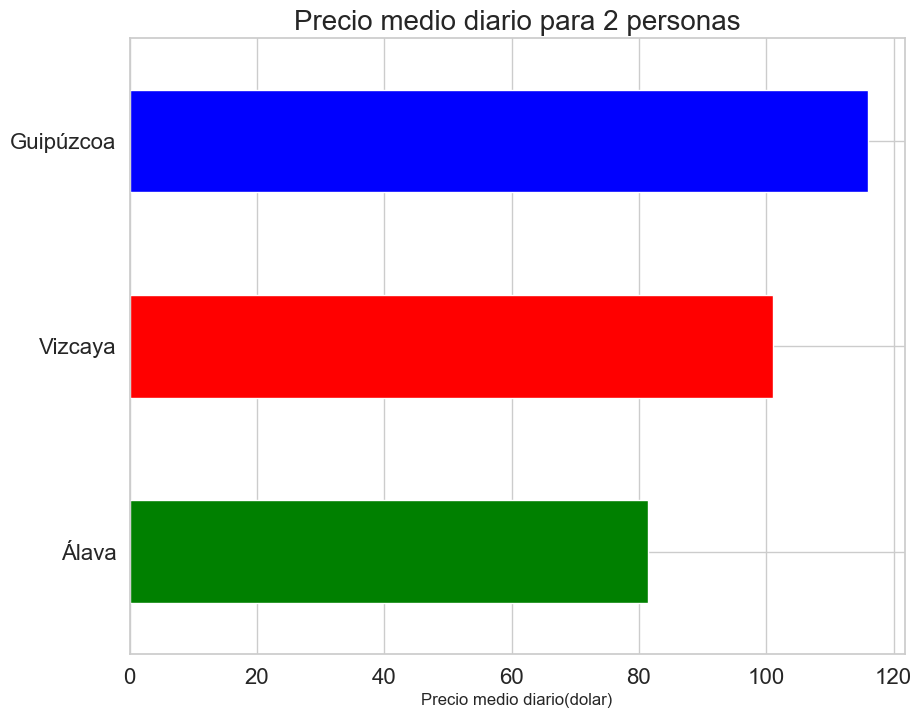 Precio medio diario para 2 personas
Guipúzcoa
Vizcaya
Álava
0 20 40 60 80 100 120
Precio medio diario(dolar)